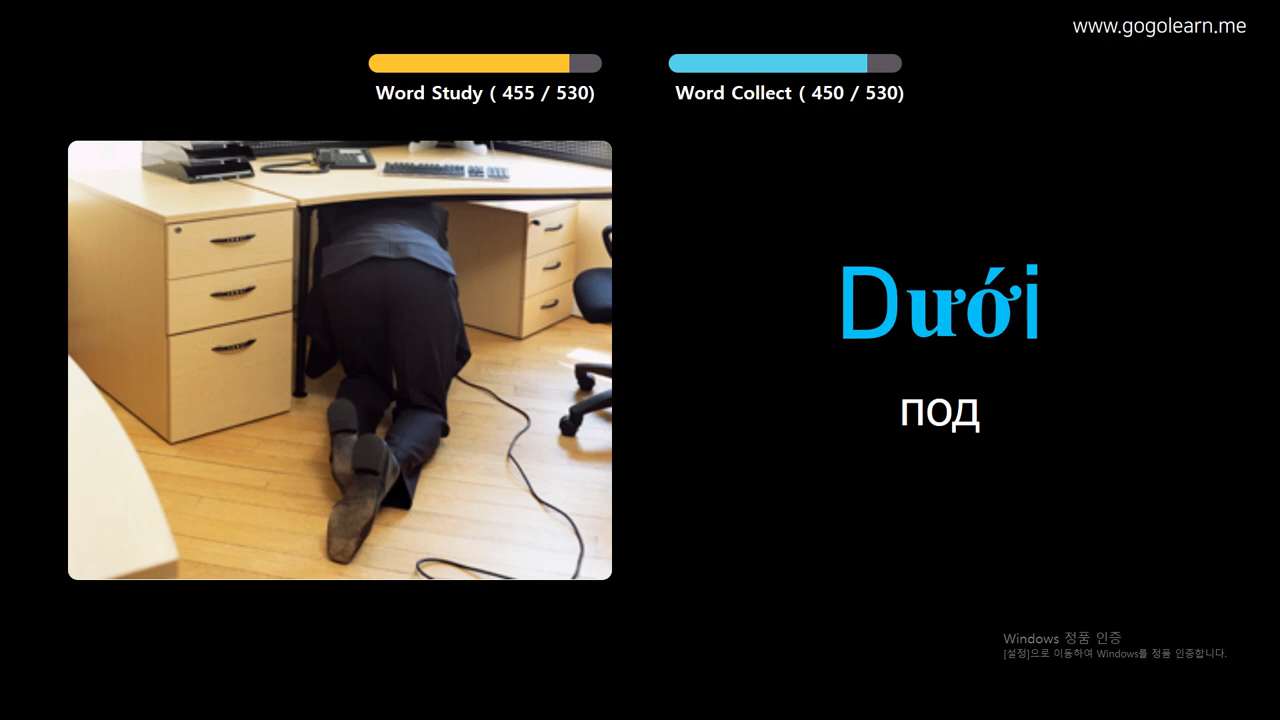 www.gogolearn.me
Word Study ( 455 / 530)
Word Collect ( 450 / 530)
Dưới
под
Windows 정품 인증
[설정]으로 이동하여 Windows를 정품 인증합니다.